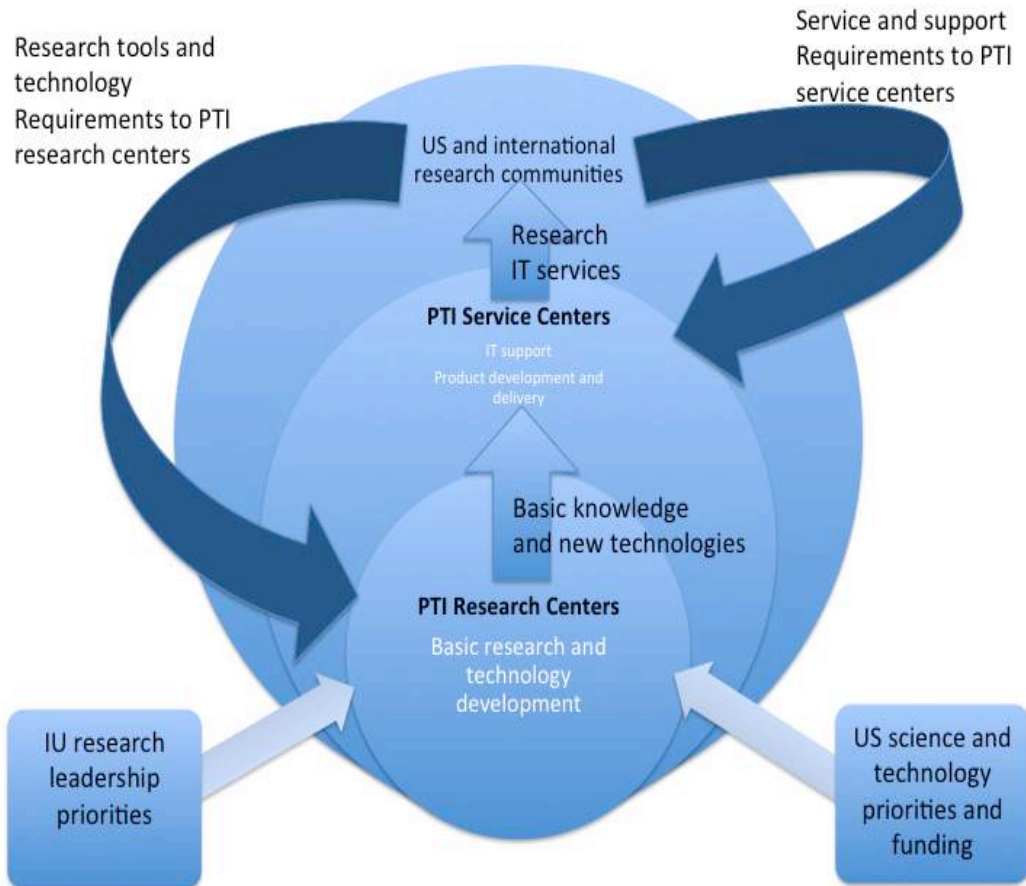 Research tools and
technology
Requirements to PTI
research centers
Service and support
Requirements to PTI
service centers
US and international
research communities
Research
IT services
PTI Service Centers
IT support
Product development and
delivery
Basic knowledge
and new technologies
PTI Research Centers
Basic research and
technology
development
IU research
leadership
priorities
US science and
technology
priorities and
funding